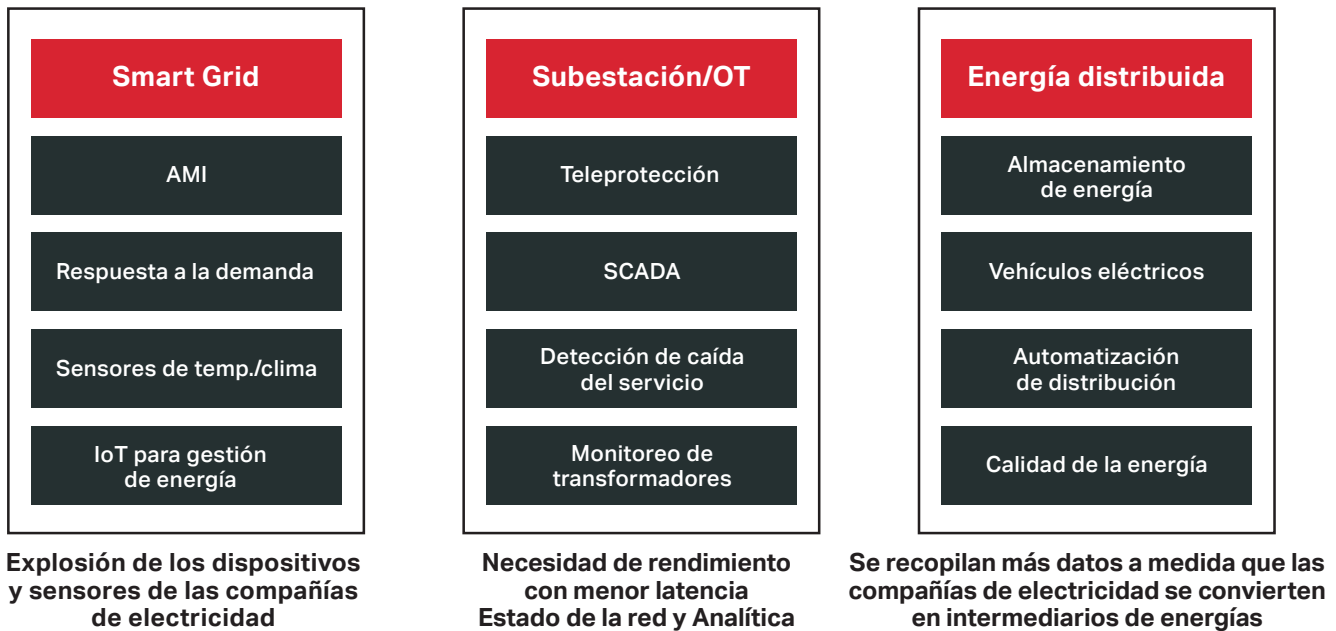 Smart Grid
AMI
Respuesta a la demanda
Sensores de temp./clima
IoT para gestión
de energía
Explosión de los dispositivos
y sensores de las compañías
de electricidad
Subestación/OT
Teleprotección
SCADA
Detección de caída
del servicio
Monitoreo de
transformadores
Necesidad de rendimiento
con menor latencia
Estado de la red y Analítica
Energía distribuida
Almacenamiento
de energía
Vehículos eléctricos
Automatización
de distribución
Calidad de la energía
Se recopilan más datos a medida que las
compañías de electricidad se convierten
en intermediarios de energías